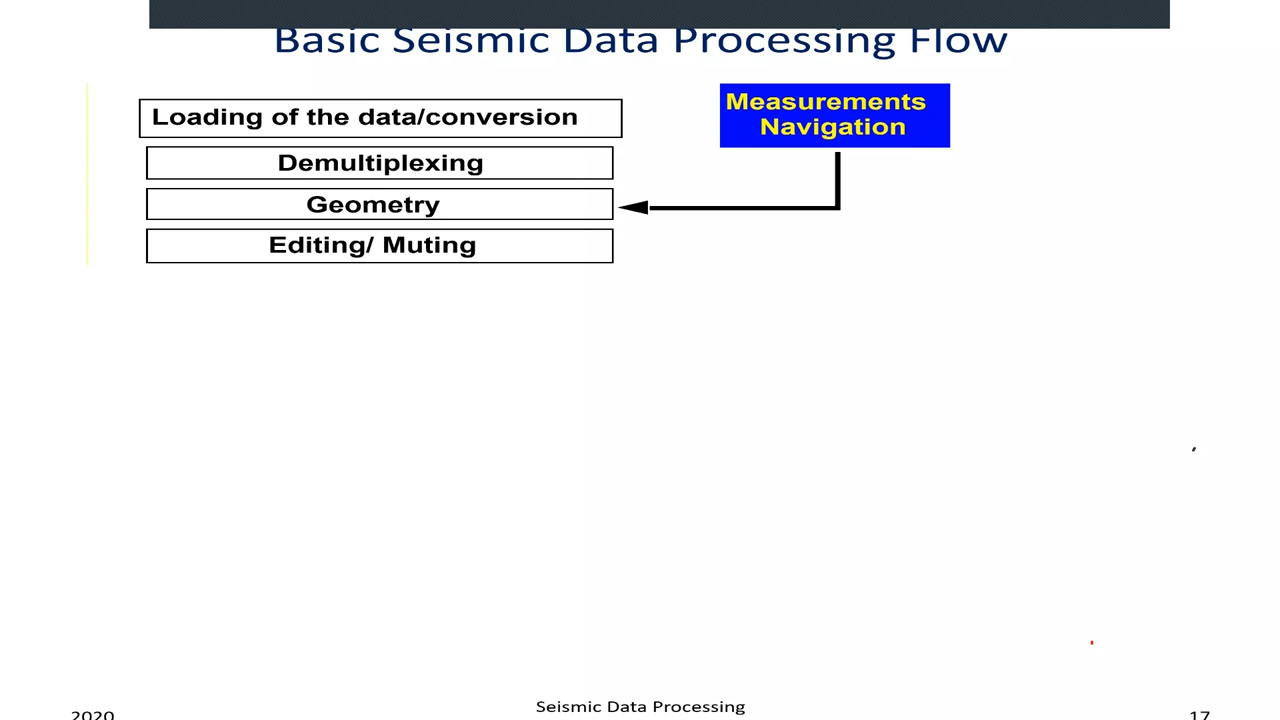 Basic Seismic Data Processing Flow
Loading of the data/conversion
Measurements
Navigation
Demultiplexing
Geometry
Editing/ Muting
2020
Seismic Data Processing
17